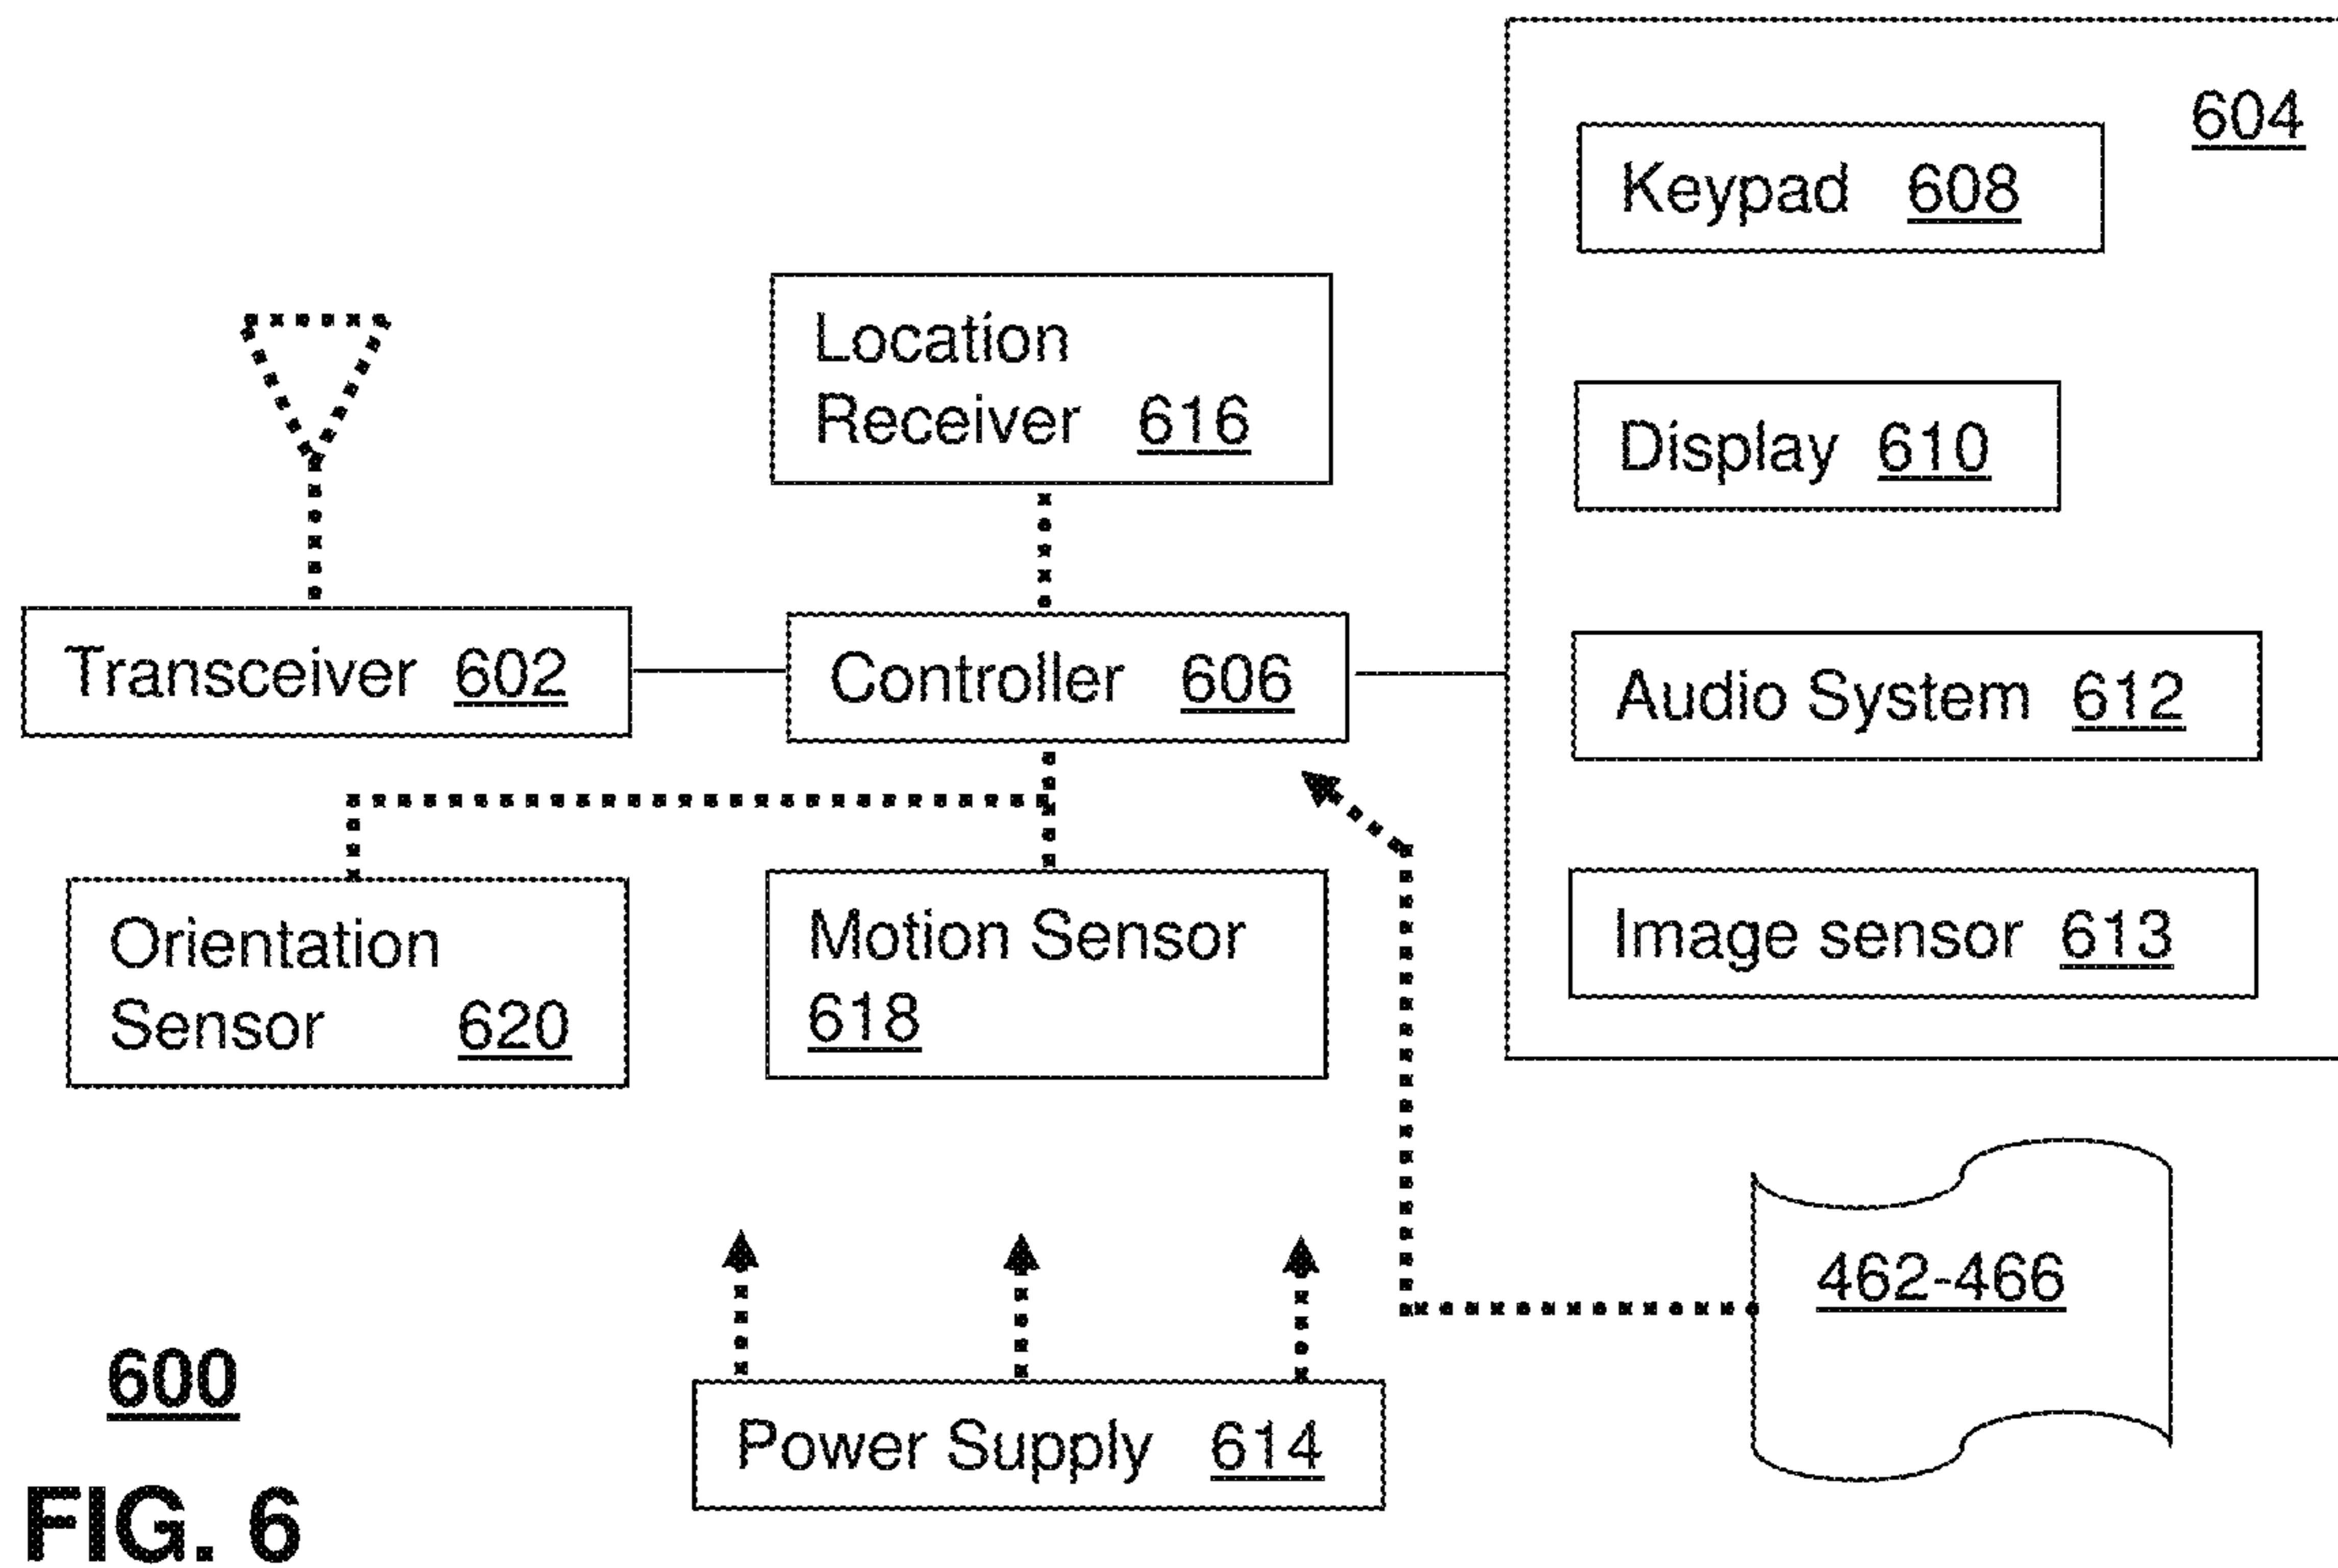 604
Keypad 608
Location
Receiver 616
Display 610
Transceiver 602
Controller 606
Audio System 612
Orientation
Sensor 620
Motion Sensor
618
Image sensor 613
462-466
600
Power Supply 614
FIG. 6